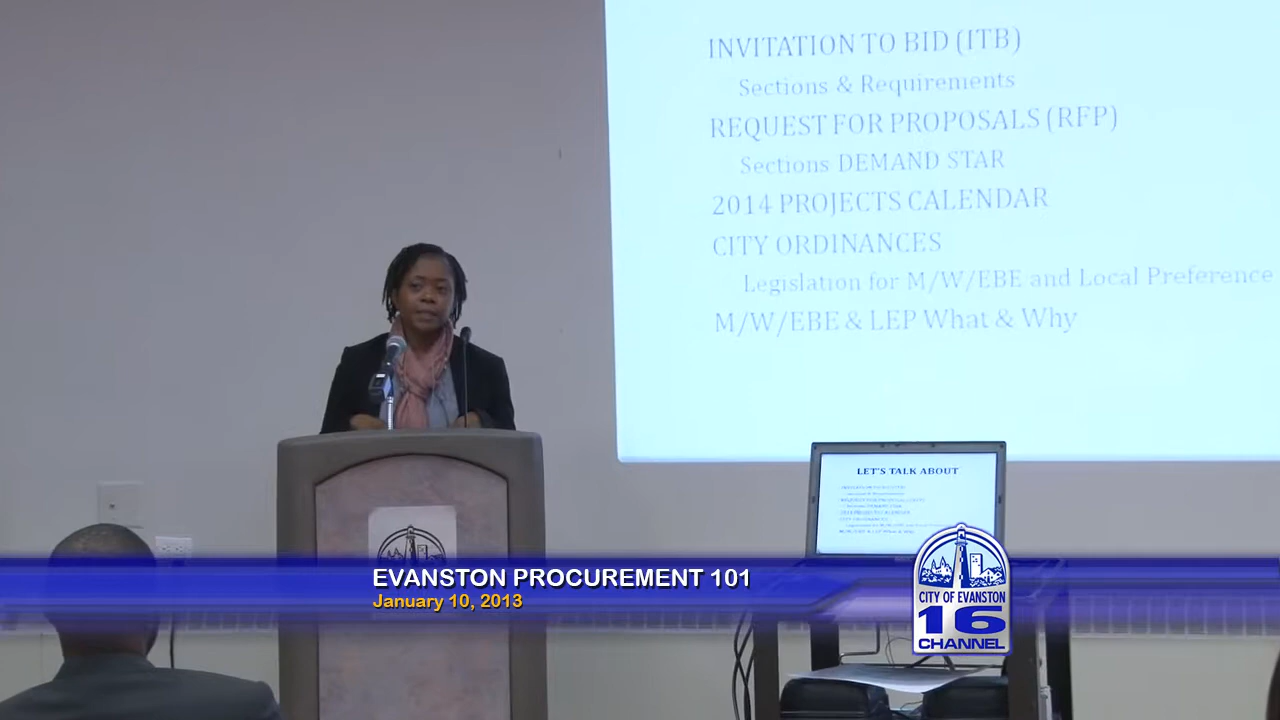 INVITATION TO BID (ITB)
Sections & Requirements
REQUEST FOR PROPOSALS (RFP)
Sections DEMAND STAR
2014 PROJECTS CALENDAR
CITY ORDINANCES
Legislation for M/W/EBE and Local Preference
M/W/EBE & LEP What & Why
LET'S TALK ABOUT
EVANSTON PROCUREMENT 101
January 10, 2013
CITY OF EVANSTON
16
CHANNEL